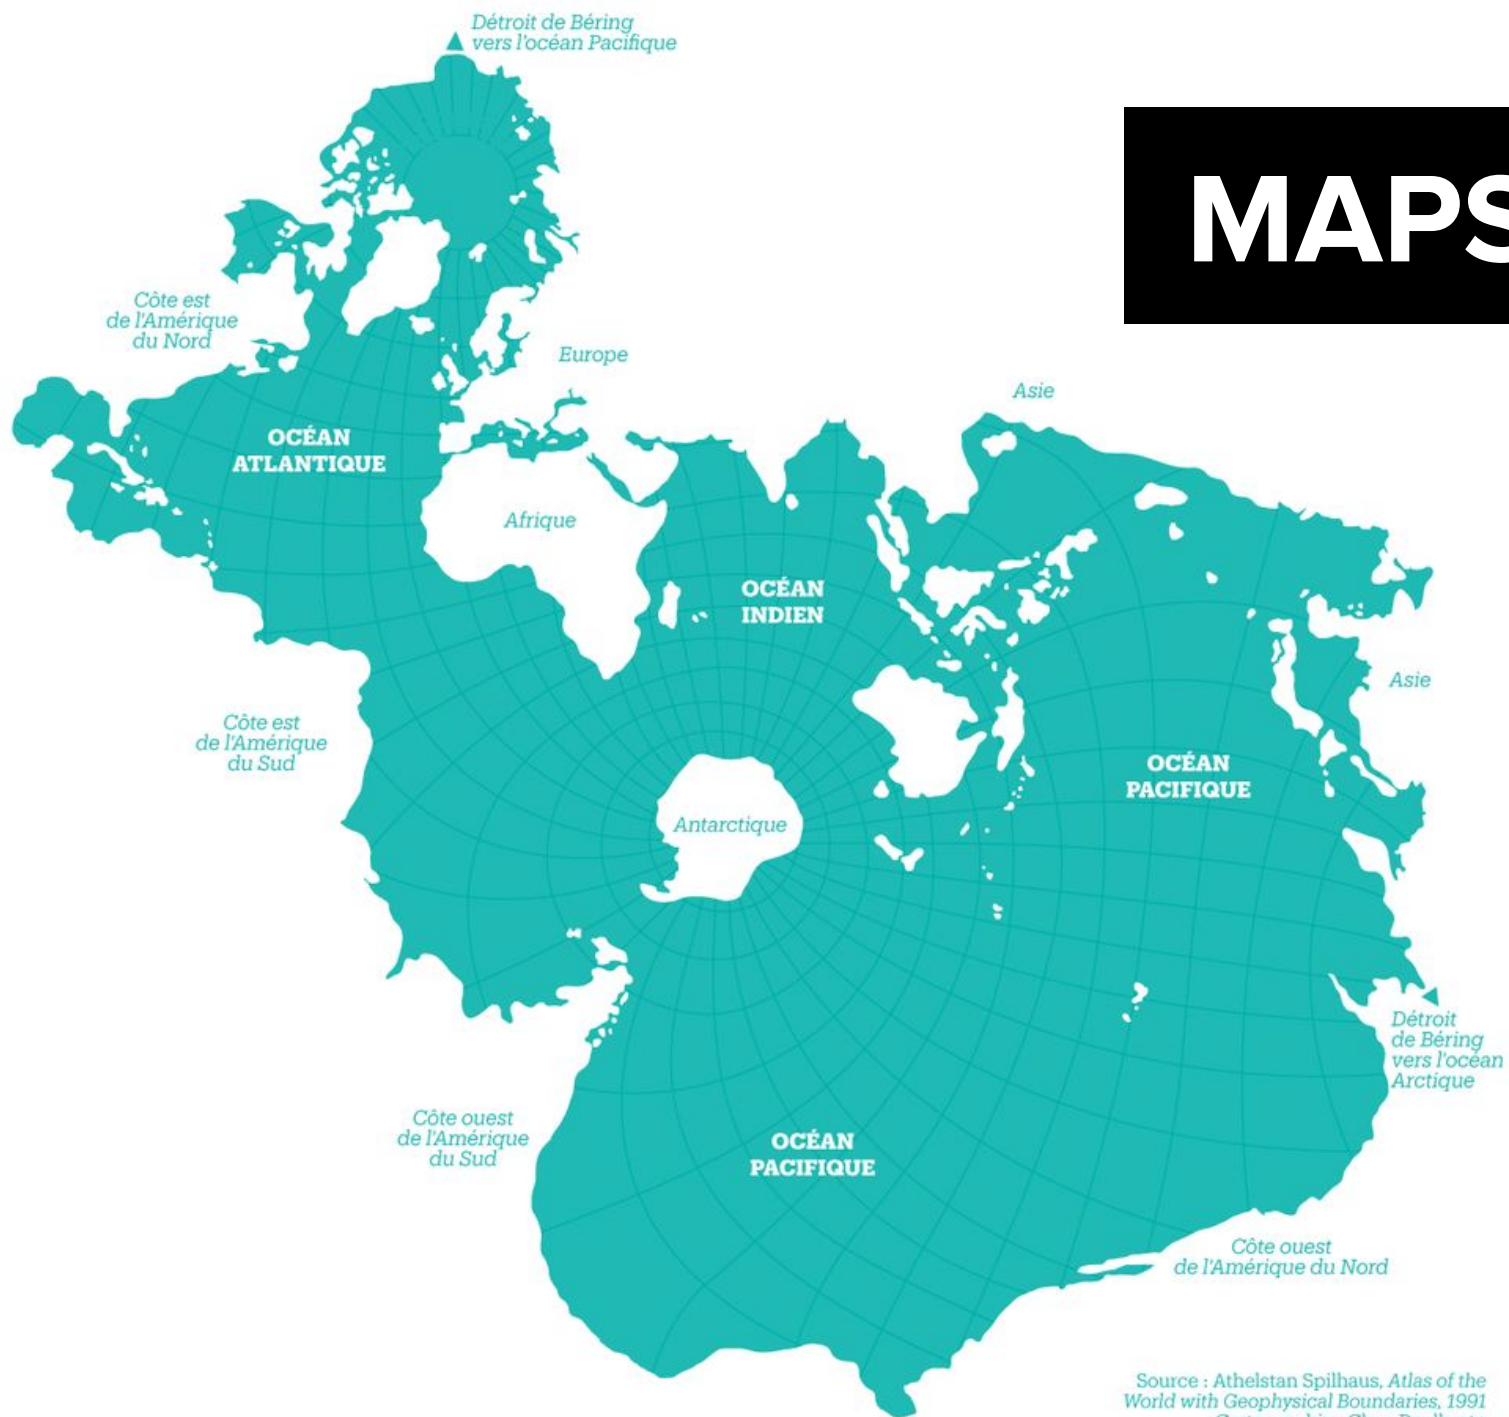 Détroit de Béring
vers l'océan Pacifique
MAPS
Côte est
de l'Amérique
du Nord
Europe
Asie
OCÉAN
ATLANTIQUE
Afrique
OCÉAN
INDIEN
Asie
Côte est
de l'Amérique
du Sud
OCÉAN
PACIFIQUE
Antarctique
Détroit
de Béring
vers l'océan
Arctique
Côte ouest
de l'Amérique
du Sud
OCÉAN
PACIFIQUE
Côte ouest
de l'Amérique du Nord
Source : Athelstan Spilhaus, Atlas of the
World with Geophysical Boundaries, 1991